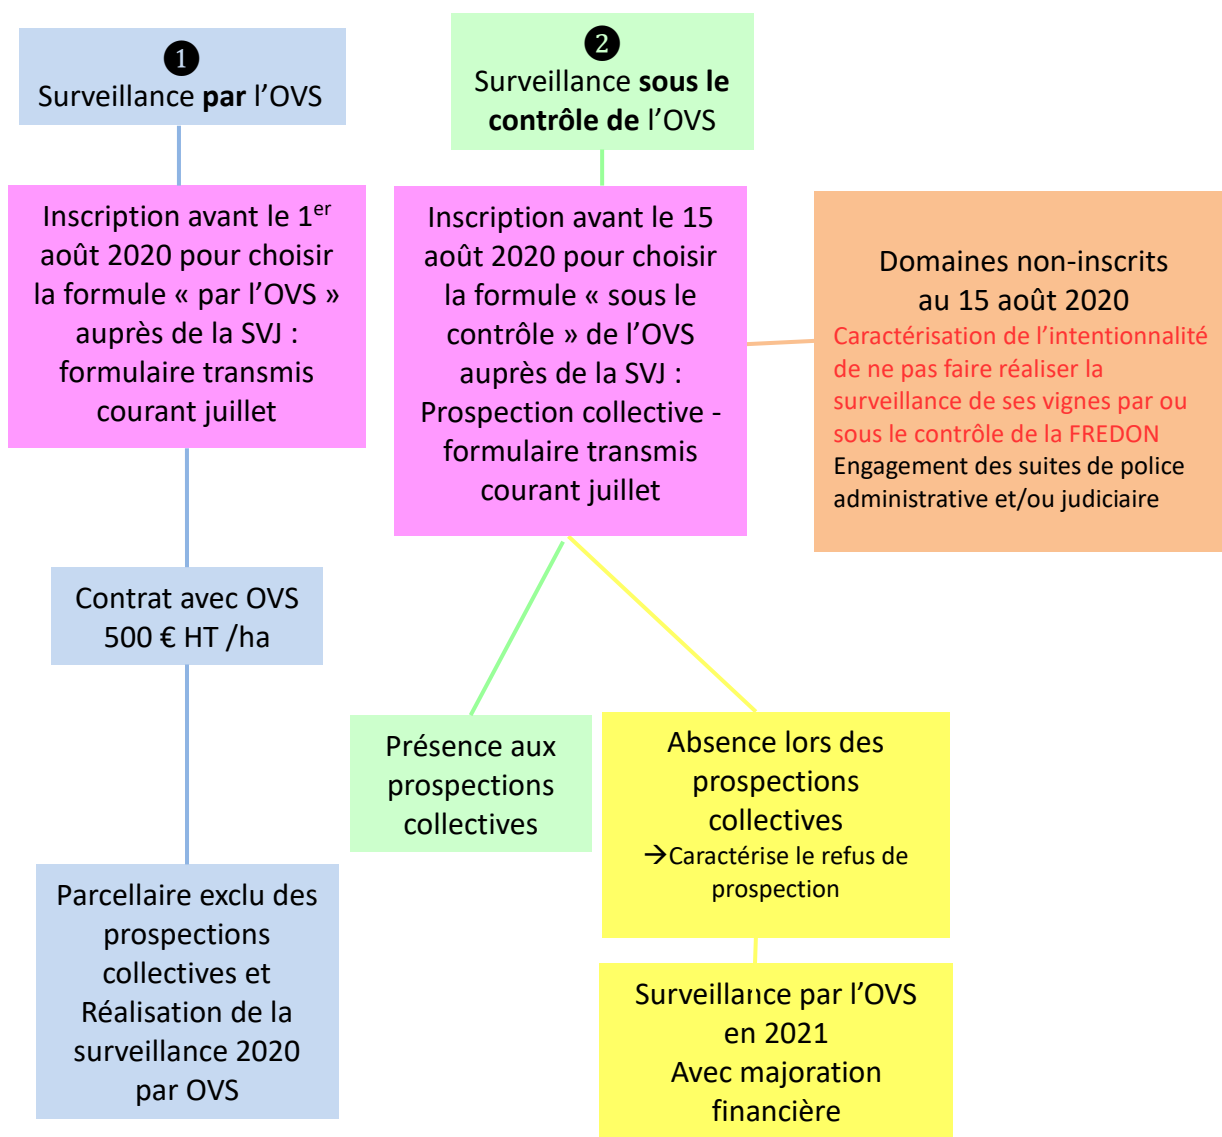 ❶
Surveillance par l’OVS
Inscription avant le 1er
août 2020 pour choisir
la formule « par l’OVS »
auprès de la SVJ :
formulaire transmis
courant juillet
Contrat avec OVS
500 € HT /ha
Parcellaire exclu des
prospections
collectives et
Réalisation de la
surveillance 2020
par OVS
❷
Surveillance sous le
contrôle de l’OVS
Inscription avant le 15
août 2020 pour choisir
la formule « sous le
contrôle » de l’OVS
auprès de la SVJ :
Prospection collective -
formulaire transmis
courant juillet
Domaines non-inscrits
au 15 août 2020
Caractérisation de l’intentionnalité
de ne pas faire réaliser la
surveillance de ses vignes par ou
sous le contrôle de la FREDON
Engagement des suites de police
administrative et/ou judiciaire
Présence aux
prospections
collectives
Absence lors des
prospections
collectives
→Caractérise le refus de
prospection
Surveillance par l’OVS
en 2021
Avec majoration
financière